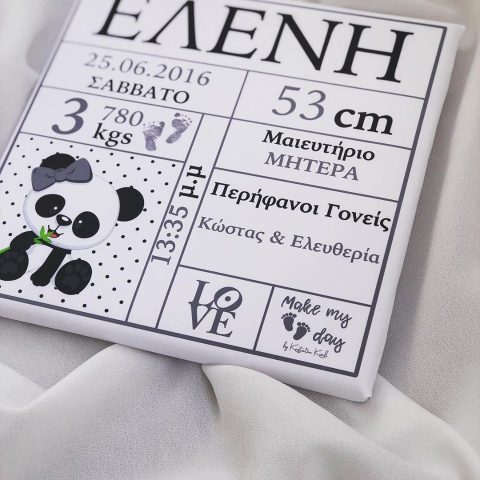 ΕΛΕΝΗ
25.06.2016
ΣΑΒΒΑΤΟ
53 cm
3 780 kgs
13:35 μ.μ
Μαιευτήριο
ΜΗΤΕΡΑ
Περήφανοι Γονείς
Κώστας & Ελευθερία
LOVE
Make my
day
by